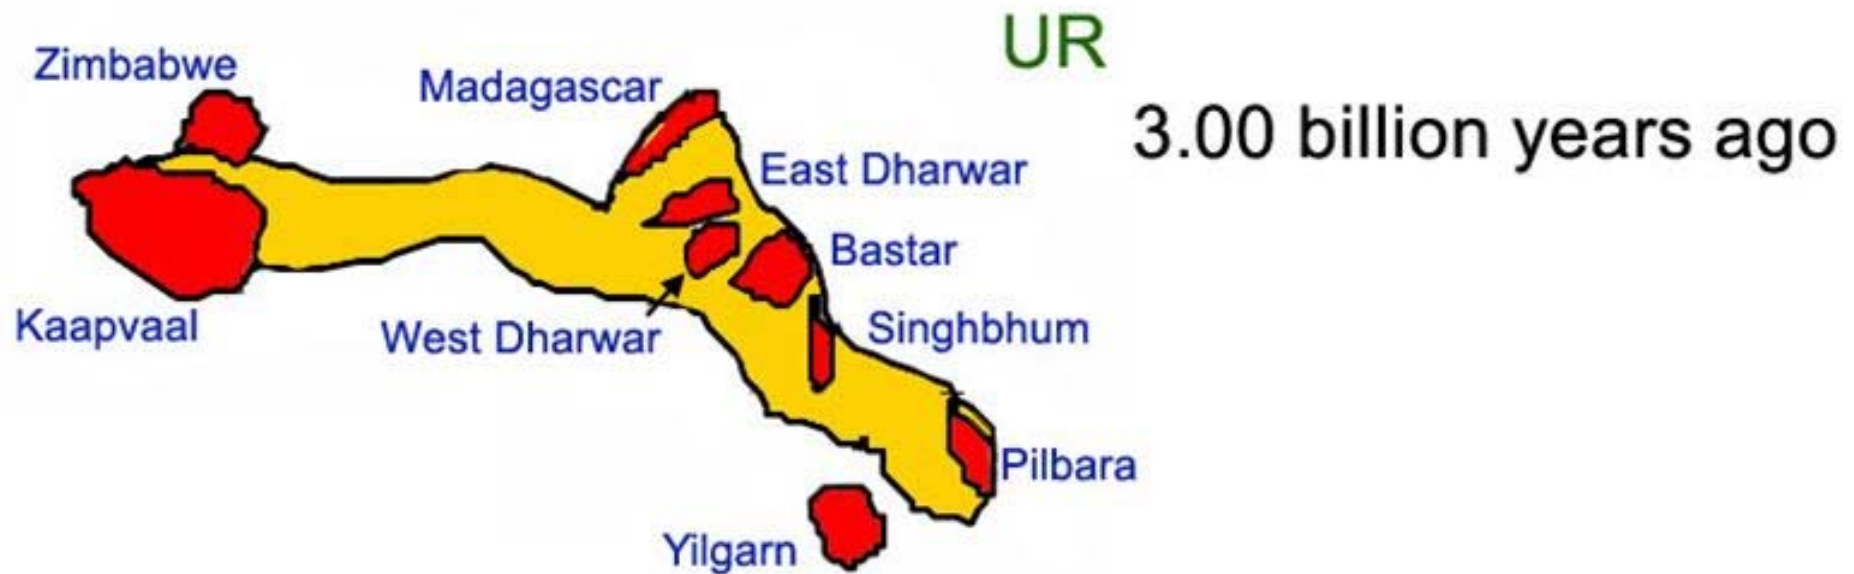 UR
Zimbabwe
Madagascar
3.00 billion years ago
East Dharwar
Bastar
Kaapvaal
West Dharwar
Singhbhum
Pilbara
Yilgarn